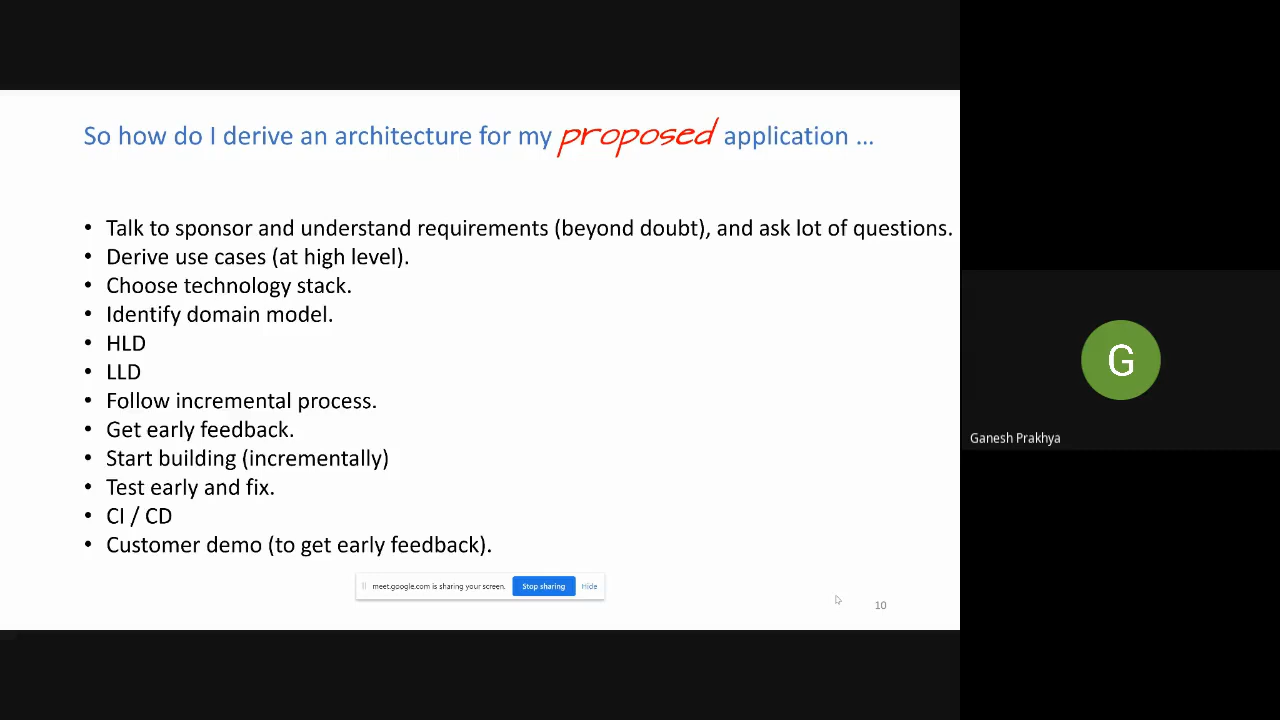 So how do I derive an architecture for my proposed application ...
• Talk to sponsor and understand requirements (beyond doubt), and ask lot of questions.
• Derive use cases (at high level).
• Choose technology stack.
• Identify domain model.
• HLD
• LLD
• Follow incremental process.
• Get early feedback.
• Start building (incrementally)
• Test early and fix.
• CI / CD
• Customer demo (to get early feedback).
meet.google.com is sharing your screen. Stop sharing Hide
10
G
Ganesh Prakhya